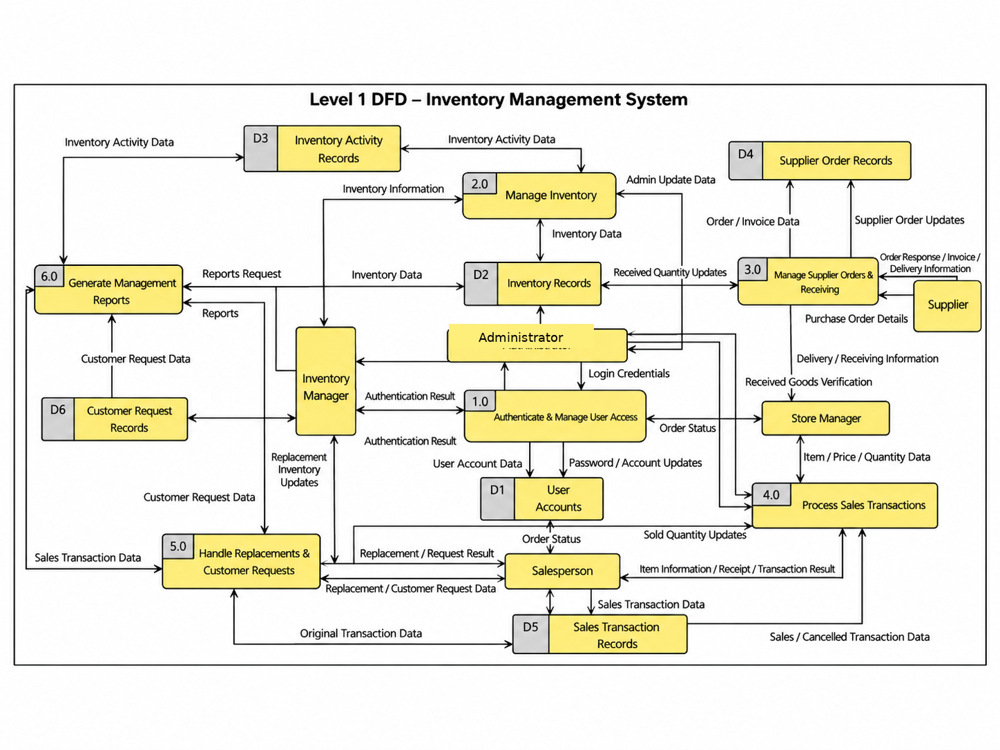 Level 1 DFD – Inventory Management System
D3
Inventory Activity
Records
Inventory Activity Data
Inventory Activity Data
D4
Supplier Order Records
2.0
Manage Inventory
Inventory Information
Admin Update Data
Order / Invoice Data
Supplier Order Updates
Inventory Data
Order Response / Invoice /
Delivery Information
6.0
Generate Management
Reports
Reports Request
Inventory Data
D2
Inventory Records
Received Quantity Updates
3.0
Manage Supplier Orders &
Receiving
Supplier
Reports
Purchase Order Details
Administrator
Customer Request Data
Delivery / Receiving Information
Login Credentials
Inventory
Manager
Received Goods Verification
Authentication Result
1.0
Authenticate & Manage User Access
D6
Customer Request
Records
Store Manager
Order Status
Authentication Result
Replacement
Inventory
Updates
User Account Data
Password / Account Updates
Item / Price / Quantity Data
D1
User
Accounts
Customer Request Data
4.0
Process Sales Transactions
Order Status
Sold Quantity Updates
5.0
Handle Replacements &
Customer Requests
Sales Transaction Data
Replacement / Request Result
Salesperson
Item Information / Receipt / Transaction Result
Replacement / Customer Request Data
Sales Transaction Data
D5
Sales Transaction
Records
Original Transaction Data
Sales / Cancelled Transaction Data